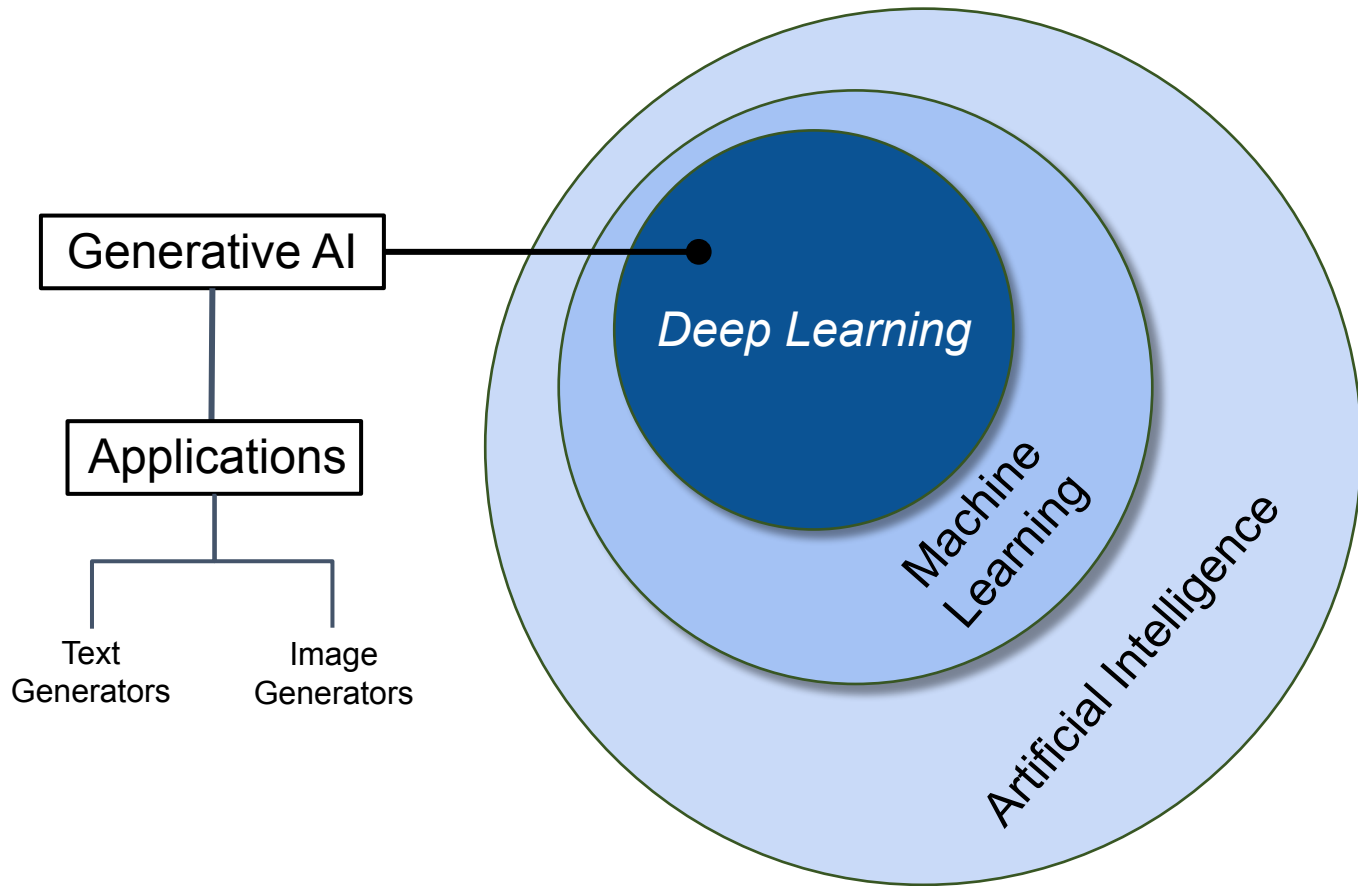 Generative AI
Deep Learning
Applications
Machine
Learning
Artificial Intelligence
Text
Generators
Image
Generators